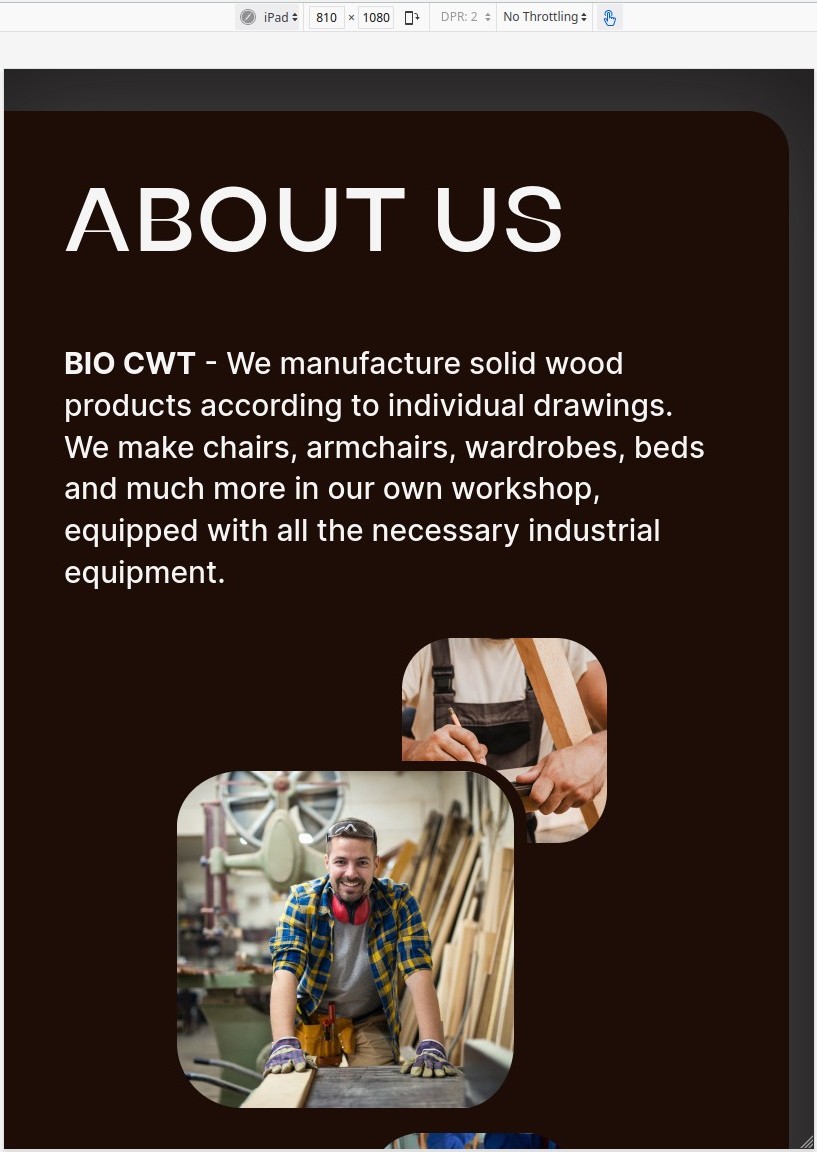 iPad 810 × 1080 DPR: 2 No Throttling
ABOUT US
BIO CWT - We manufacture solid wood
products according to individual drawings.
We make chairs, armchairs, wardrobes, beds
and much more in our own workshop,
equipped with all the necessary industrial
equipment.